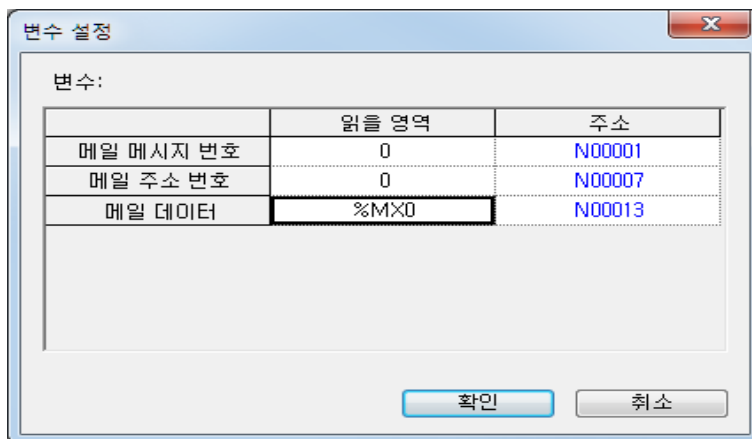 변수 설정
변수:
읽을 영역 주소
메일 메시지 번호 0 N00001
메일 주소 번호 0 N00007
메일 데이터 %MX0 N00013
확인 취소